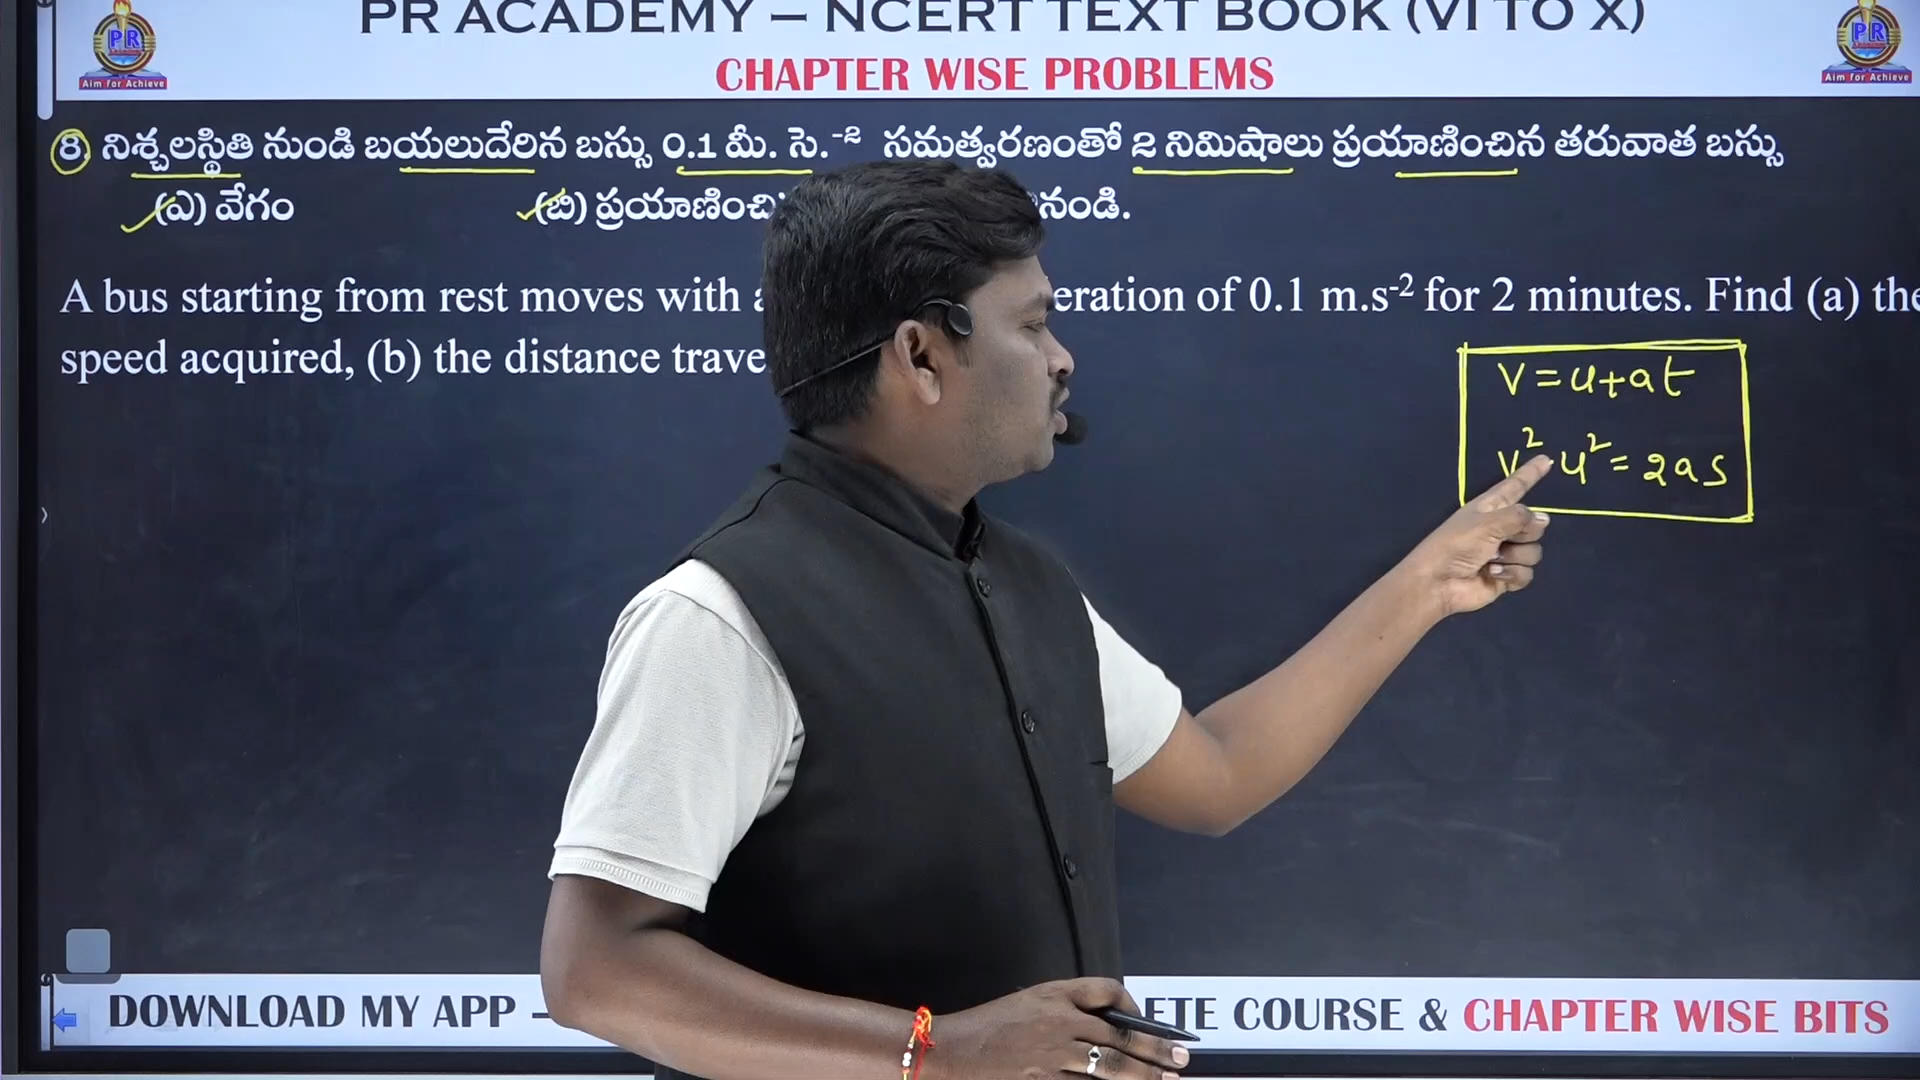 PR ACADEMY – NCERT TEXT BOOK (VI TO X)
CHAPTER WISE PROBLEMS
PR
Aim for Achieve
PR
Aim for Achieve
8. నిశ్చలస్థితి నుండి బయలుదేరిన బస్సు 0.1 మీ. సె.⁻² సమత్వరణంతో 2 నిమిషాలు ప్రయాణించిన తరువాత బస్సు
(ఎ) వేగం (బి) ప్రయాణించి
A bus starting from rest moves with a eration of 0.1 m.s⁻² for 2 minutes. Find (a) the
speed acquired, (b) the distance trave
V = u + at
V² - u² = 2as
DOWNLOAD MY APP – ETE COURSE & CHAPTER WISE BITS